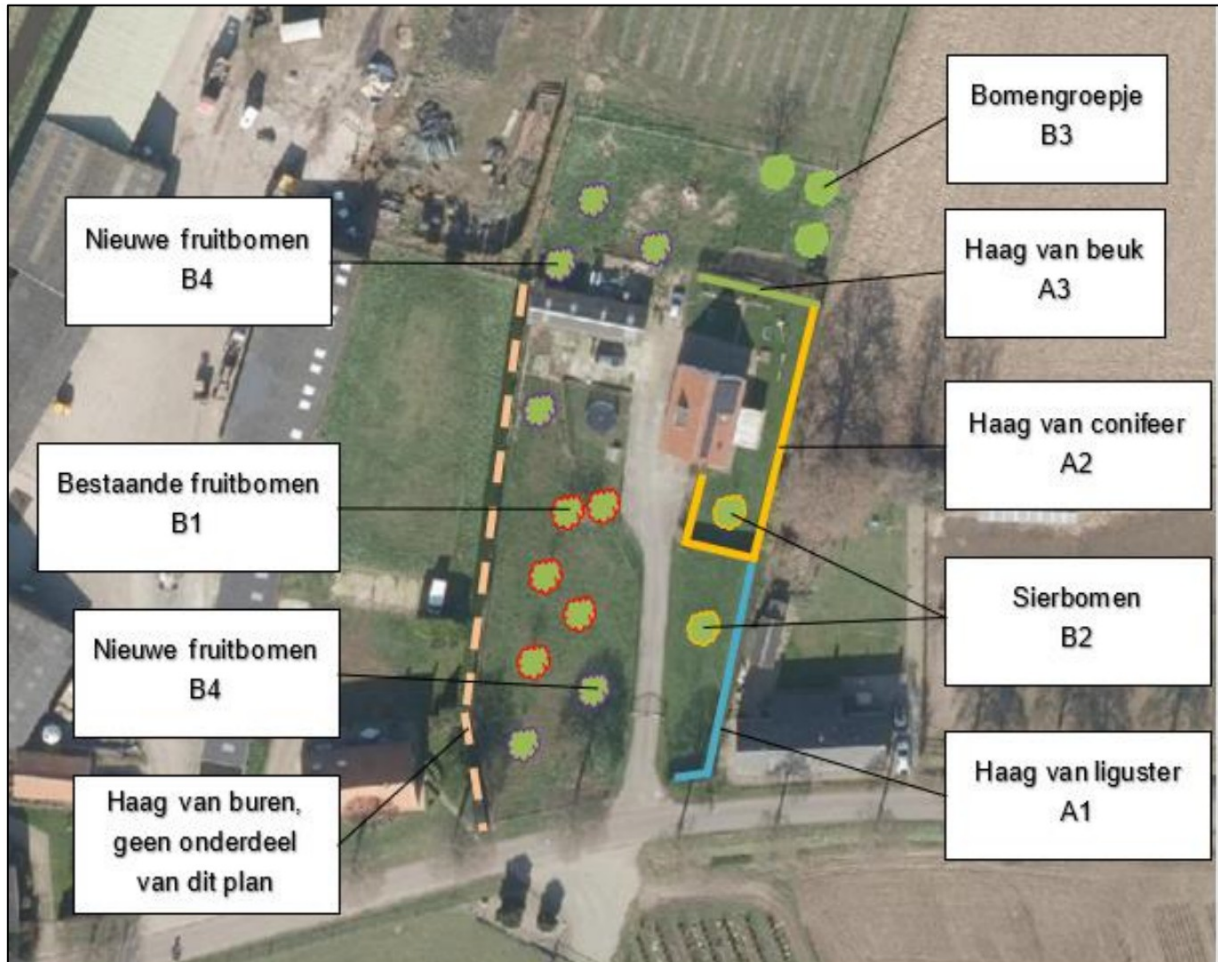 Bomengroepje
B3
Nieuwe fruitbomen
B4
Haag van beuk
A3
Haag van conifeer
A2
Bestaande fruitbomen
B1
Sierbomen
B2
Nieuwe fruitbomen
B4
Haag van liguster
A1
Haag van buren,
geen onderdeel
van dit plan